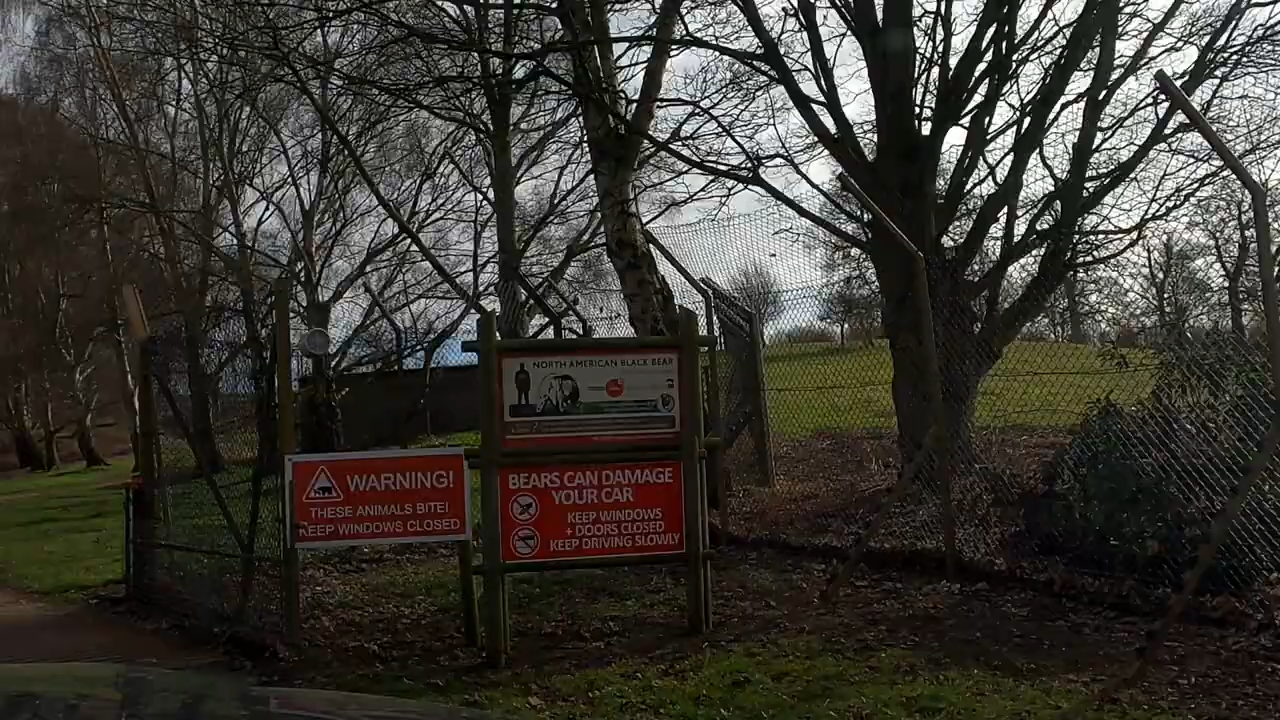 NORTH AMERICAN BLACK BEAR
WARNING!
THESE ANIMALS BITE!
KEEP WINDOWS CLOSED
BEARS CAN DAMAGE
YOUR CAR
KEEP WINDOWS
+ DOORS CLOSED
KEEP DRIVING SLOWLY